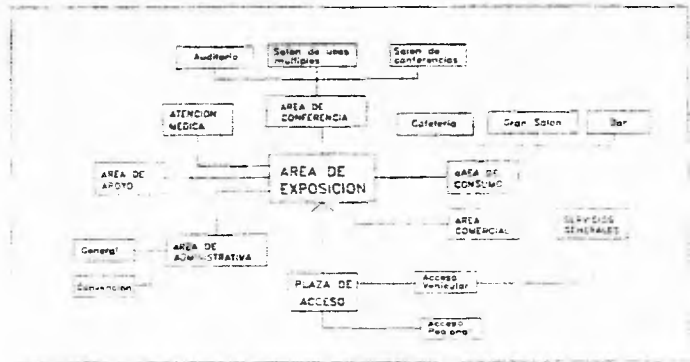 Auditorio
Salon de usos
multiples
Salon de
conferencias
AREA DE
CONFERENCIA
ATENCION
MEDICA
Cafeteria
Gran Salon
Bar
AREA DE
APOYO
AREA DE
EXPOSICION
AREA DE
CONSUMO
AREA
COMERCIAL
SERVICIOS
GENERALES
General
AREA DE
ADMINISTRATIVA
Convencion
PLAZA DE
ACCESO
Acceso
Vehicular
Acceso